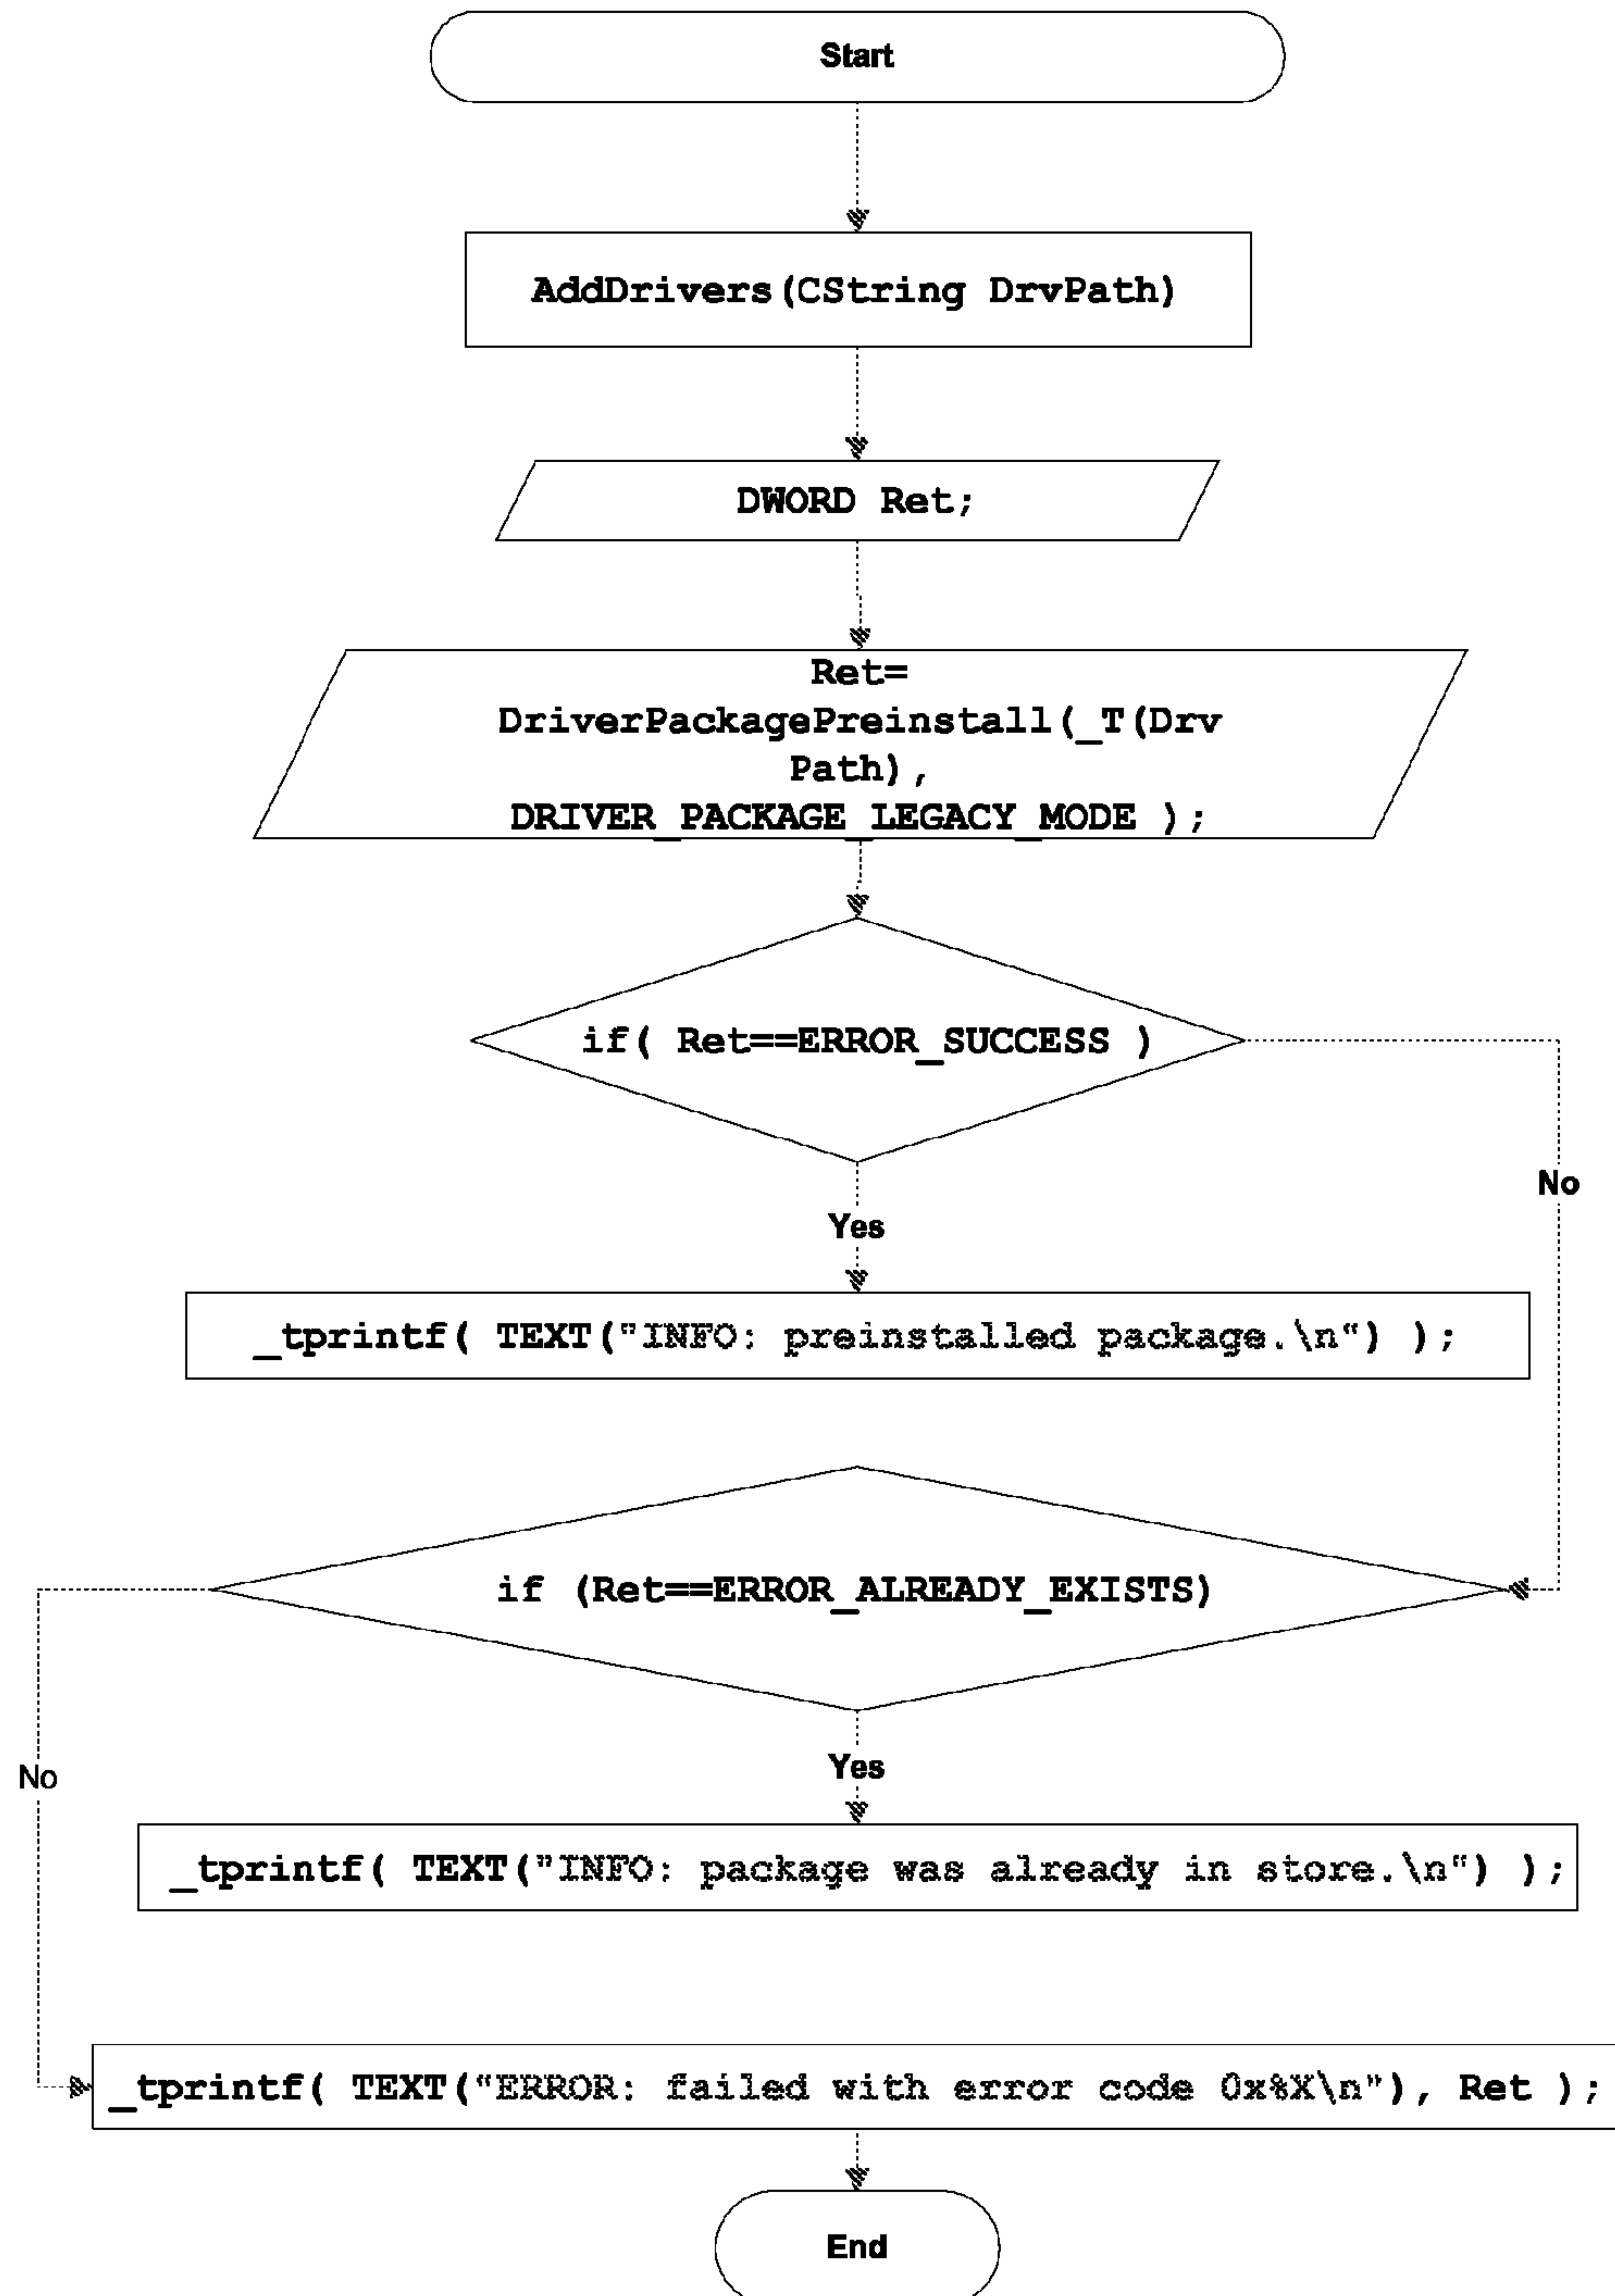 Start
AddDrivers(CString DrvPath)
DWORD Ret;
Ret=
DriverPackagePreinstall(_T(Drv
Path),
DRIVER_PACKAGE_LEGACY_MODE );
if( Ret==ERROR_SUCCESS )
No
Yes
_tprintf( TEXT("INFO: preinstalled package.\n") );
if (Ret==ERROR_ALREADY_EXISTS)
No
Yes
_tprintf( TEXT("INFO: package was already in store.\n") );
_tprintf( TEXT("ERROR: failed with error code 0x%X\n"), Ret );
End